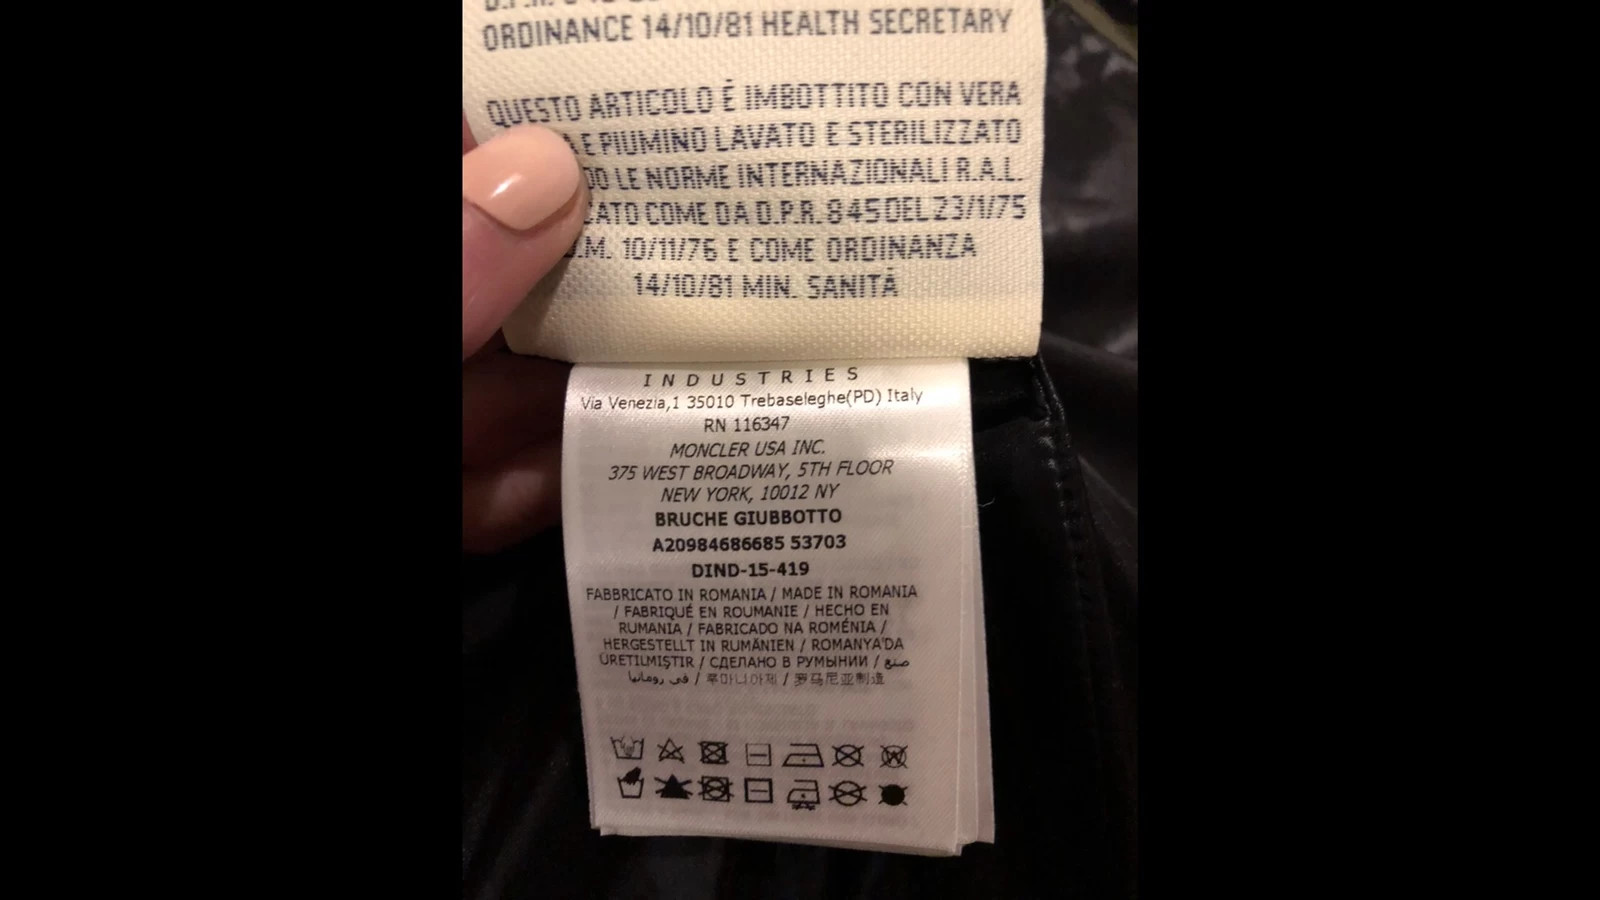 ORDINANCE 14/10/81 HEALTH SECRETARY
QUESTO ARTICOLO È IMBOTTITO CON VERA
E PIUMINO LAVATO E STERILIZZATO
LE NORME INTERNAZIONALI R.A.L.
COME DA D.P.R. 845 DEL 23/1/75
10/11/76 E COME ORDINANZA
14/10/81 MIN. SANITÀ
INDUSTRIES
Via Venezia,1 35010 Trebaseleghe(PD) Italy
RN 116347
MONCLER USA INC.
375 WEST BROADWAY, 5TH FLOOR
NEW YORK, 10012 NY
BRUCHE GIUBBOTTO
A20984686685 53703
DIND-15-419
FABBRICATO IN ROMANIA / MADE IN ROMANIA
/ FABRIQUÉ EN ROUMANIE / HECHO EN
RUMANIA / FABRICADO NA ROMÉNIA /
HERGESTELLT IN RUMÄNIEN / ROMANYA'DA
ÜRETILMIŞTIR / СДЕЛАНО В РУМЫНИИ / صنع
في رومانيا / 루마니아제 / 罗马尼亚制造